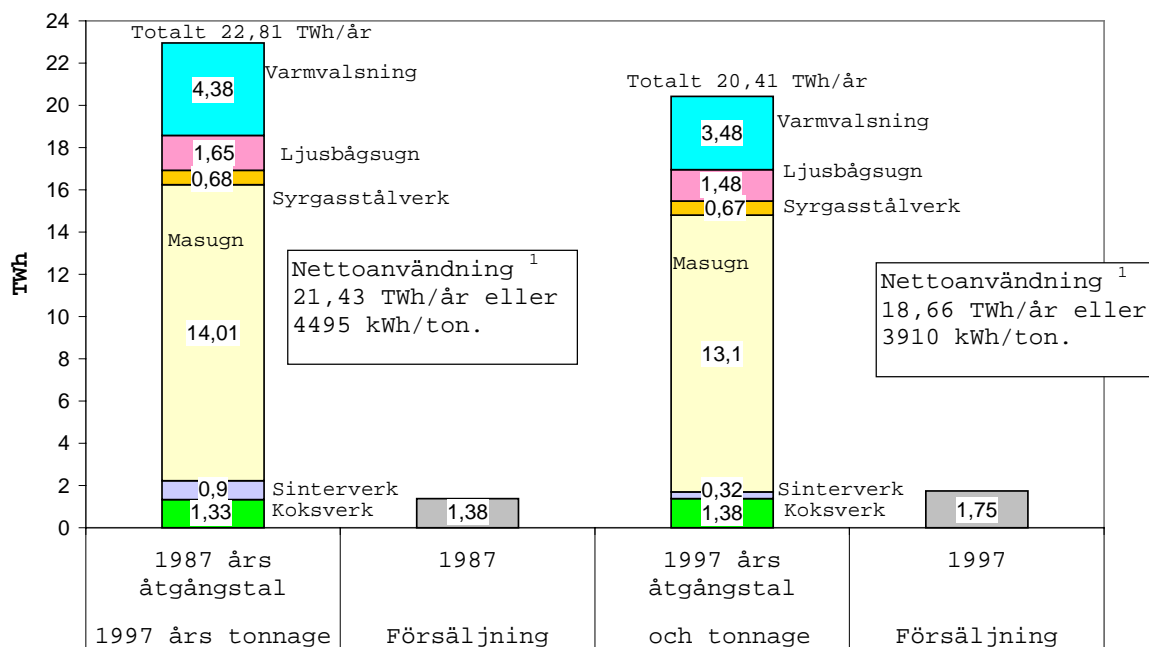 24
22
20
18
16
14
12
10
8
6
4
2
0
TWh
Totalt 22,81 TWh/år
Varmvalsning
4,38
1,65
Ljusbågsugn
0,68
Syrgasstålverk
Masugn
14,01
0,9
Sinterverk
1,33
Koksverk
Nettoanvändning 1
21,43 TWh/år eller
4495 kWh/ton.
1,38
Totalt 20,41 TWh/år
Varmvalsning
3,48
Ljusbågsugn
1,48
0,67
Syrgasstålverk
Masugn
13,1
0,32
Sinterverk
1,38
Koksverk
Nettoanvändning 1
18,66 TWh/år eller
3910 kWh/ton.
1,75
1987 års
åtgångstal
1987
1997 års
åtgångstal
1997
1997 års tonnage
Försäljning
och tonnage
Försäljning